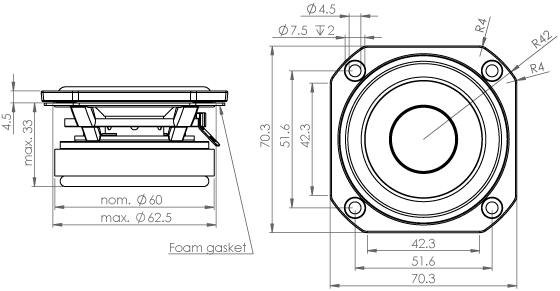 Ø4.5
Ø7.5 ↧2
R4
R42
R4
4.5
max. 33
70.3
51.6
42.3
nom. Ø60
max. Ø62.5
Foam gasket
42.3
51.6
70.3